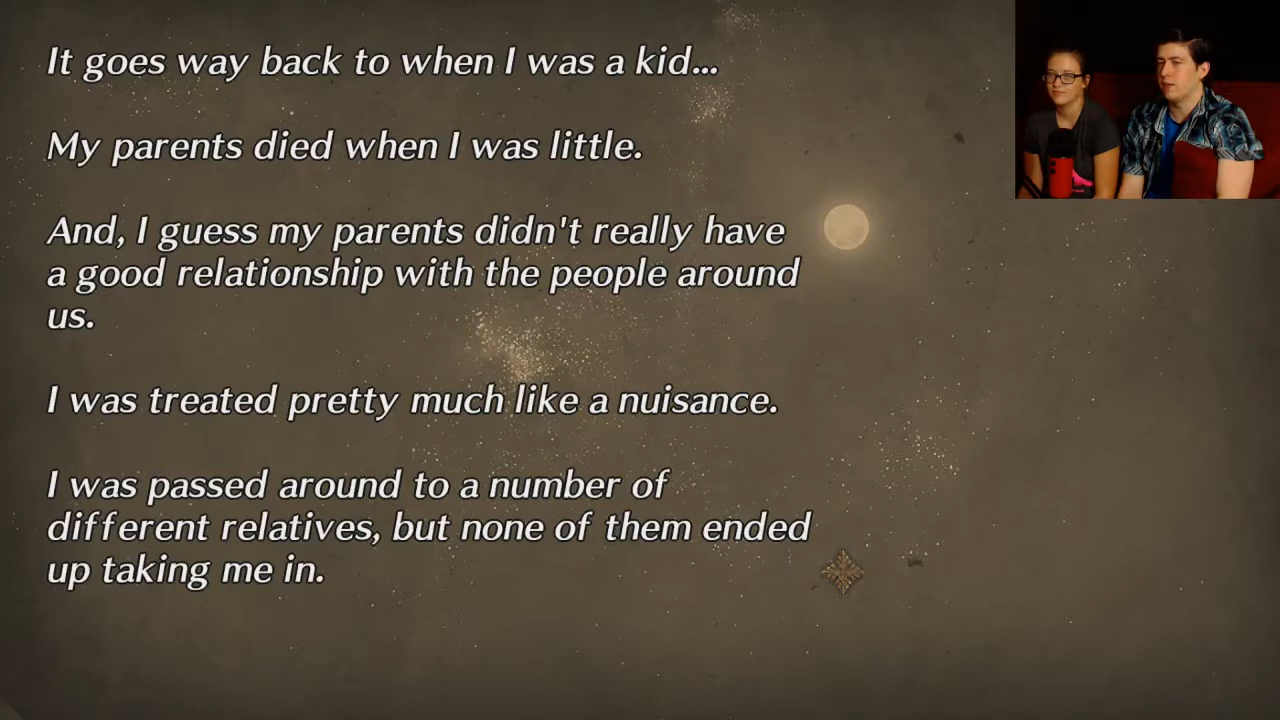 It goes way back to when I was a kid...
My parents died when I was little.
And, I guess my parents didn't really have
a good relationship with the people around
us.
I was treated pretty much like a nuisance.
I was passed around to a number of
different relatives, but none of them ended
up taking me in.